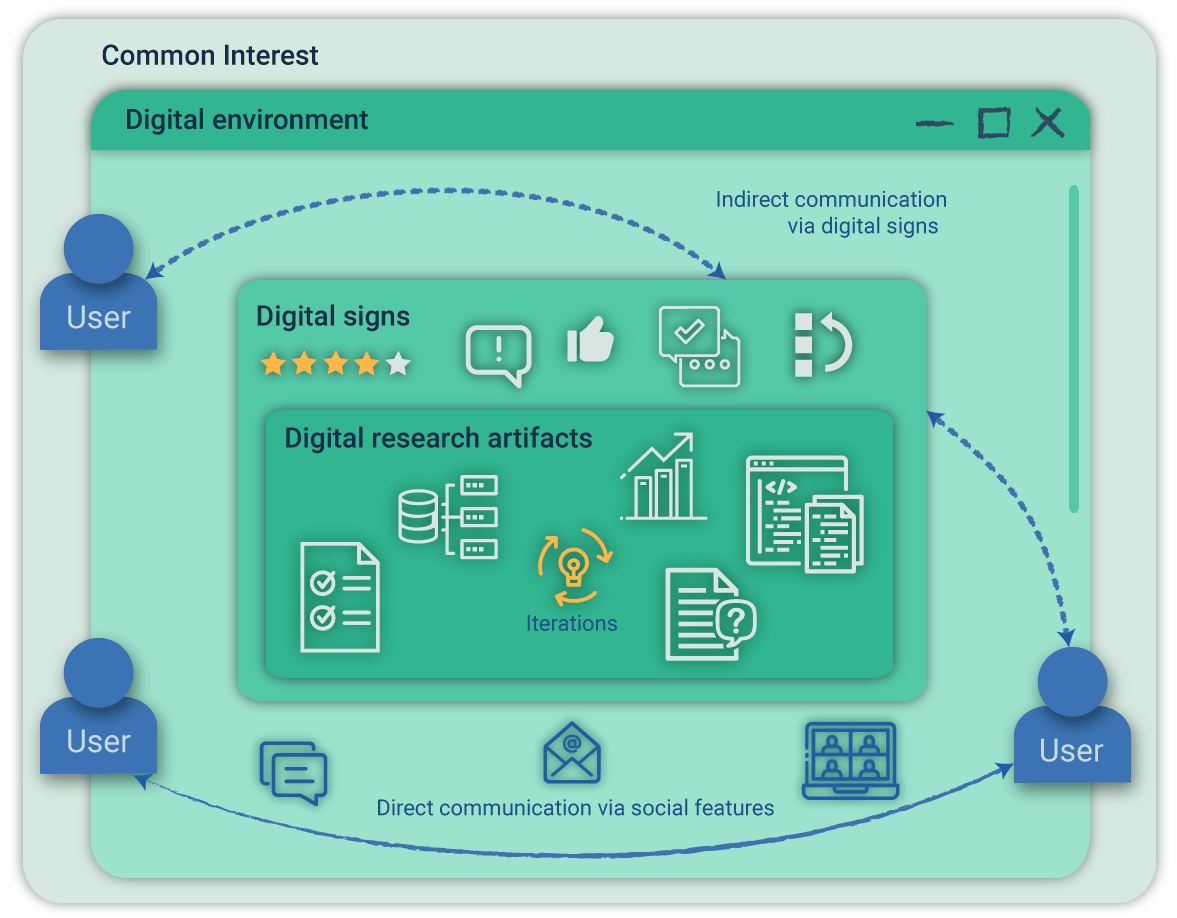 Common Interest
Digital environment
Indirect communication
via digital signs
User
Digital signs
Digital research artifacts
Iterations
User
User
Direct communication via social features